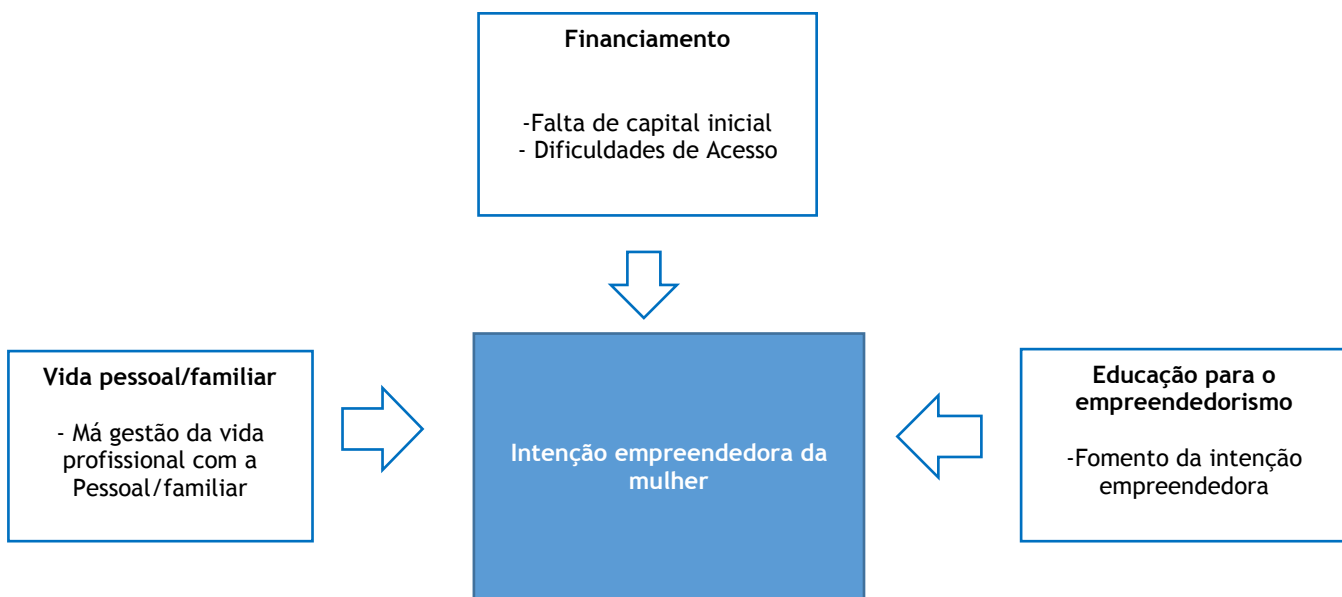 Financiamento
-Falta de capital inicial
- Dificuldades de Acesso
Vida pessoal/familiar
- Má gestão da vida
profissional com a
Pessoal/familiar
Intenção empreendedora da
mulher
Educação para o
empreendedorismo
-Fomento da intenção
empreendedora